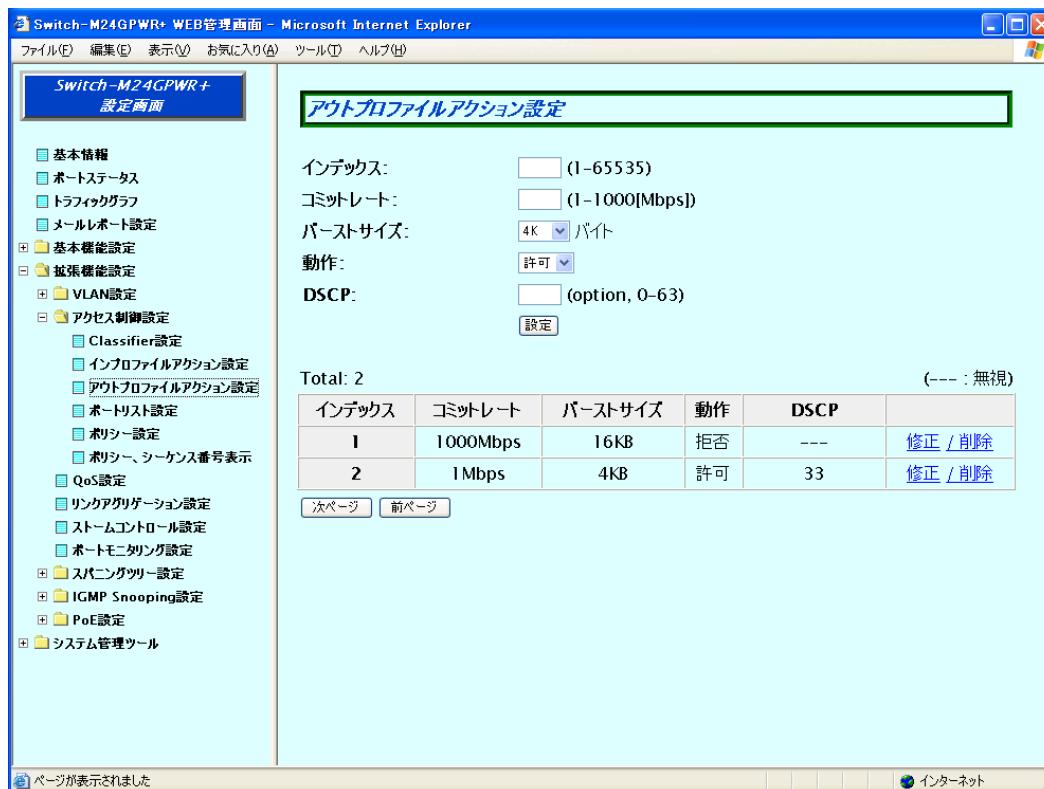 Switch-M24GPWR+ WEB管理画面 - Microsoft Internet Explorer
ファイル(F) 編集(E) 表示(V) お気に入り(A) ツール(T) ヘルプ(H)
Switch-M24GPWR+
設定画面
基本情報
ポートステータス
トラフィックグラフ
メールレポート設定
基本機能設定
拡張機能設定
VLAN設定
アクセス制御設定
Classifier設定
インプロファイルアクション設定
アウトプロファイルアクション設定
ポートリスト設定
ポリシー設定
ポリシー、シーケンス番号表示
QoS設定
リンクアグリゲーション設定
ストームコントロール設定
ポートモニタリング設定
スパニングツリー設定
IGMP Snooping設定
PoE設定
システム管理ツール
アウトプロファイルアクション設定
インデックス: (1-65535)
コミットレート: (1-1000[Mbps])
バーストサイズ: 4K バイト
動作: 許可
DSCP: (option, 0-63)
設定
Total: 2 (--- : 無視)
インデックス コミットレート バーストサイズ 動作 DSCP
1 1000Mbps 16KB 拒否 --- 修正 / 削除
2 1Mbps 4KB 許可 33 修正 / 削除
次ページ 前ページ
ページが表示されました インターネット